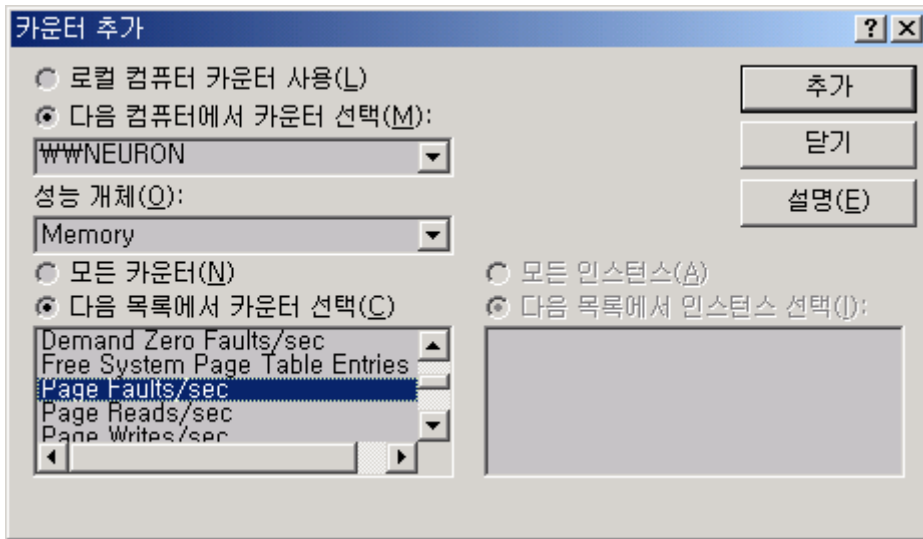 카운터 추가
로컬 컴퓨터 카운터 사용(L)
다음 컴퓨터에서 카운터 선택(M):
₩₩NEURON
성능 개체(O):
Memory
모든 카운터(N)
다음 목록에서 카운터 선택(C)
Demand Zero Faults/sec
Free System Page Table Entries
Page Faults/sec
Page Reads/sec
Page Writes/sec
추가
닫기
설명(E)
모든 인스턴스(A)
다음 목록에서 인스턴스 선택(I):